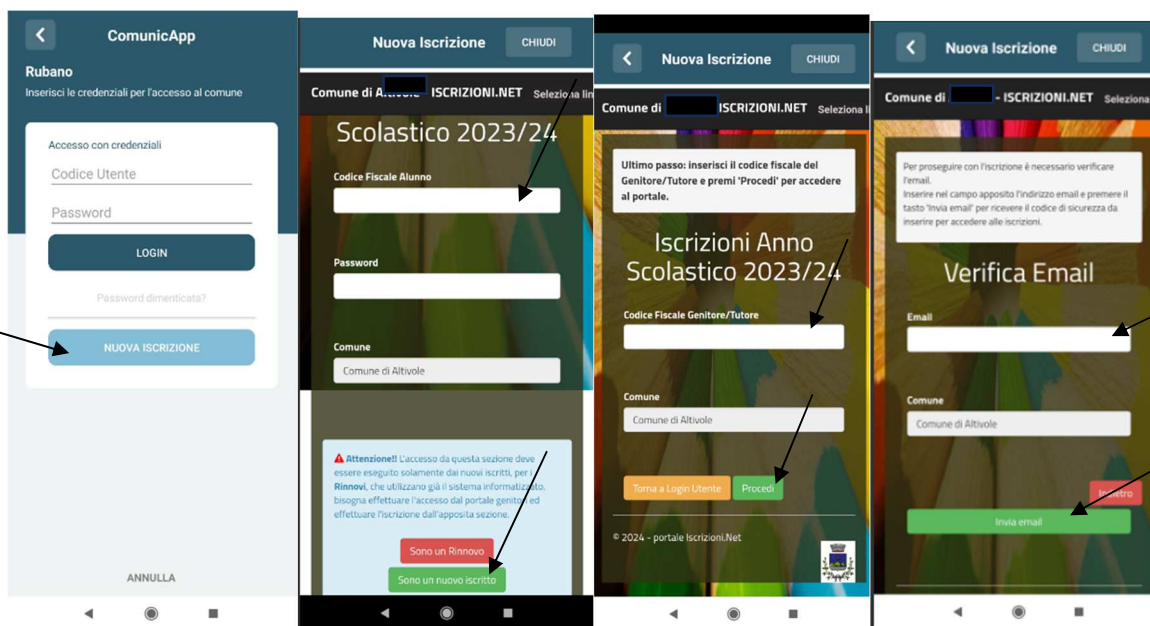 ComunicApp
Rubano
Inserisci le credenziali per l'accesso al comune
Accesso con credenziali
Codice Utente
Password
LOGIN
Password dimenticata?
NUOVA ISCRIZIONE
ANNULLA
Nuova Iscrizione
CHIUDI
Comune di A ISCRIZIONI.NET Seleziona lin
Scolastico 2023/24
Codice Fiscale Alunno
Password
Comune
Comune di Altivole
Attenzione!! L'accesso da questa sezione deve
essere eseguito solamente dai nuovi iscritti, per i
Rinnovi, che utilizzano già il sistema informatizzato,
bisogna effettuare l'accesso dal portale genitori ed
effettuare l'iscrizione dall'apposita sezione.
Sono un Rinnovo
Sono un nuovo iscritto
Nuova Iscrizione
CHIUDI
Comune di ISCRIZIONI.NET Seleziona li
Ultimo passo: inserisci il codice fiscale del
Genitore/Tutore e premi 'Procedi' per accedere
al portale.
Iscrizioni Anno
Scolastico 2023/24
Codice Fiscale Genitore/Tutore
Comune
Comune di Altivole
Torna a Login Utente
Procedi
© 2024 - portale Iscrizioni.Net
Nuova Iscrizione
CHIUDI
Comune di - ISCRIZIONI.NET Seleziona
Per proseguire con l'iscrizione è necessario verificare
l'email.
Inserire nel campo apposito l'indirizzo email e premere il
tasto 'Invia email' per ricevere il codice di sicurezza da
inserire per accedere alle iscrizioni.
Verifica Email
Email
Comune
Comune di Altivole
Indietro
Invia email